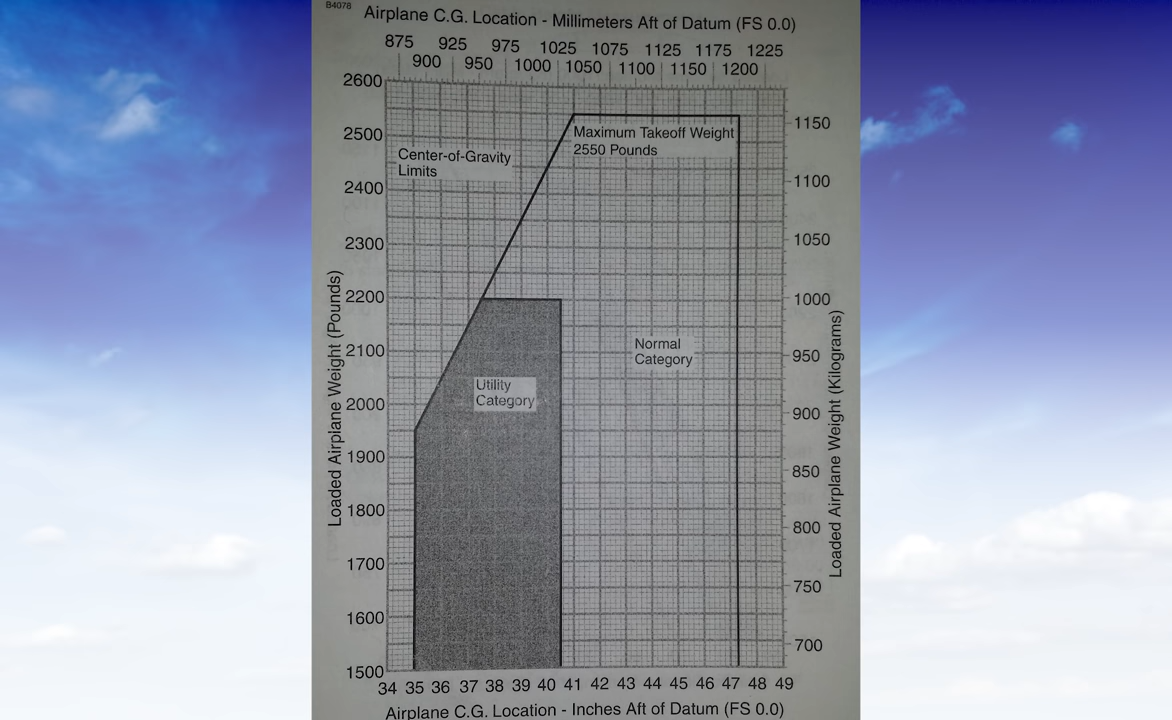 B4078
Airplane C.G. Location - Millimeters Aft of Datum (FS 0.0)
875 925 975 1025 1075 1125 1175 1225
900 950 1000 1050 1100 1150 1200
2600
2500
2400
2300
2200
2100
2000
1900
1800
1700
1600
1500
Loaded Airplane Weight (Pounds)
Center-of-Gravity
Limits
Maximum Takeoff Weight
2550 Pounds
Utility
Category
Normal
Category
1150
1100
1050
1000
950
900
850
800
750
700
Loaded Airplane Weight (Kilograms)
34 35 36 37 38 39 40 41 42 43 44 45 46 47 48 49
Airplane C.G. Location - Inches Aft of Datum (FS 0.0)